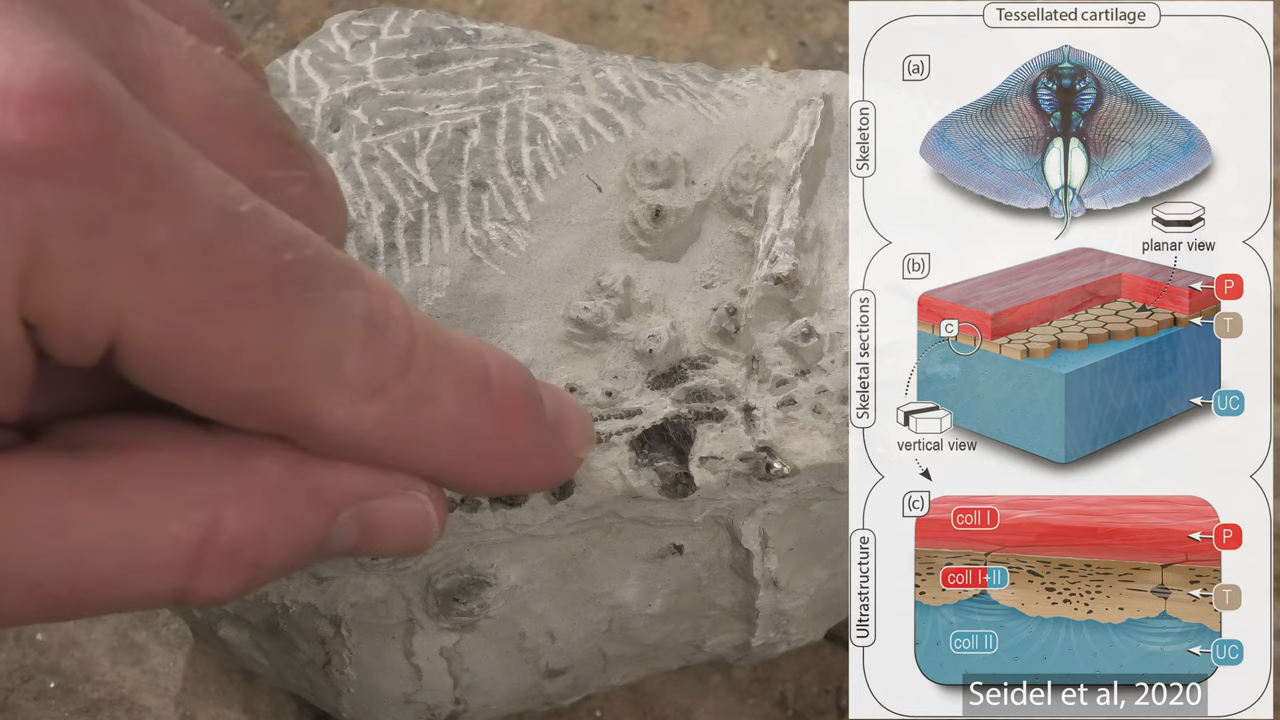 Tessellated cartilage
(a)
Skeleton
planar view
(b)
P
T
C
Skeletal sections
UC
vertical view
(c)
coll I
P
coll I+II
T
Ultrastructure
coll II
UC
Seidel et al, 2020